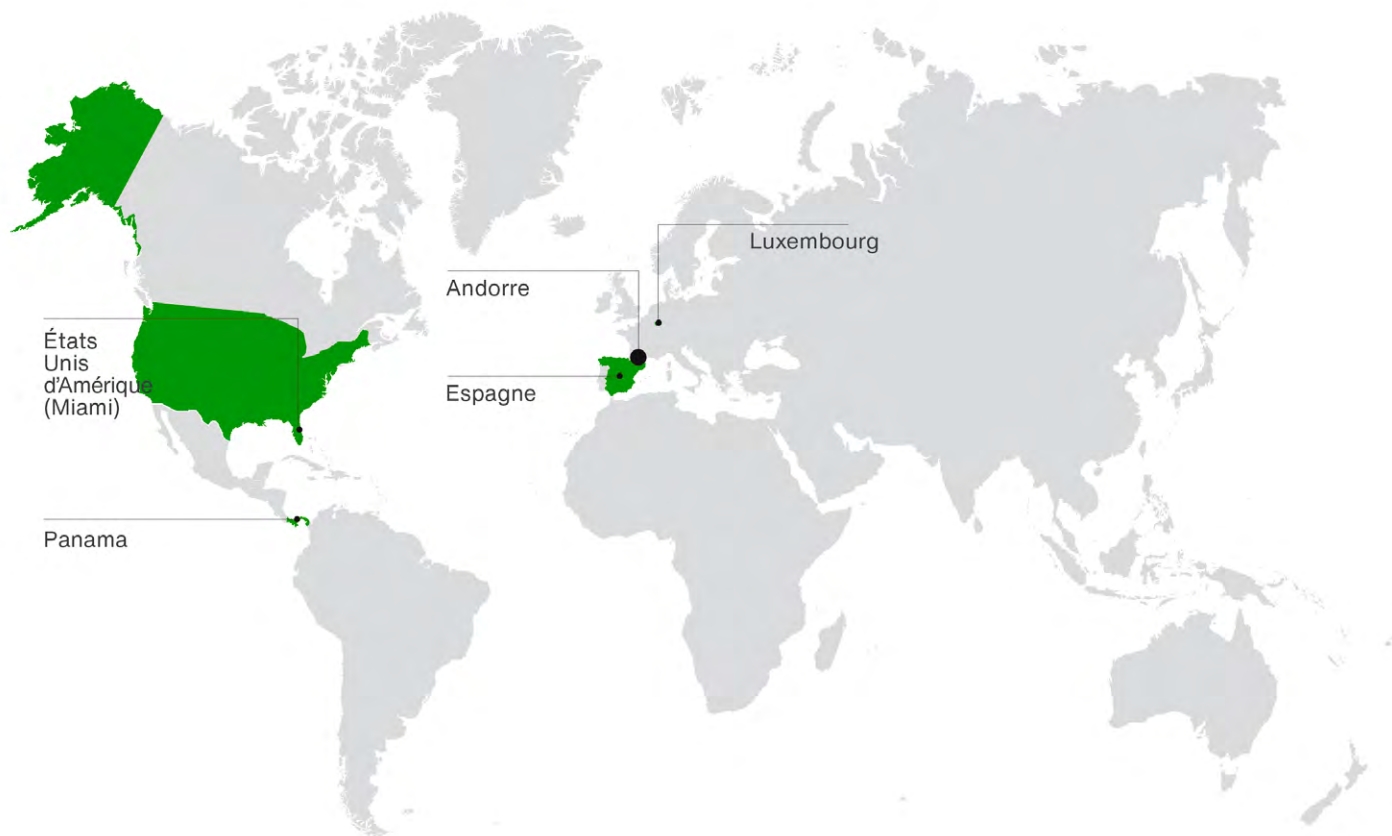 Luxembourg
Andorre
États
Unis
d'Amérique
(Miami)
Espagne
Panama